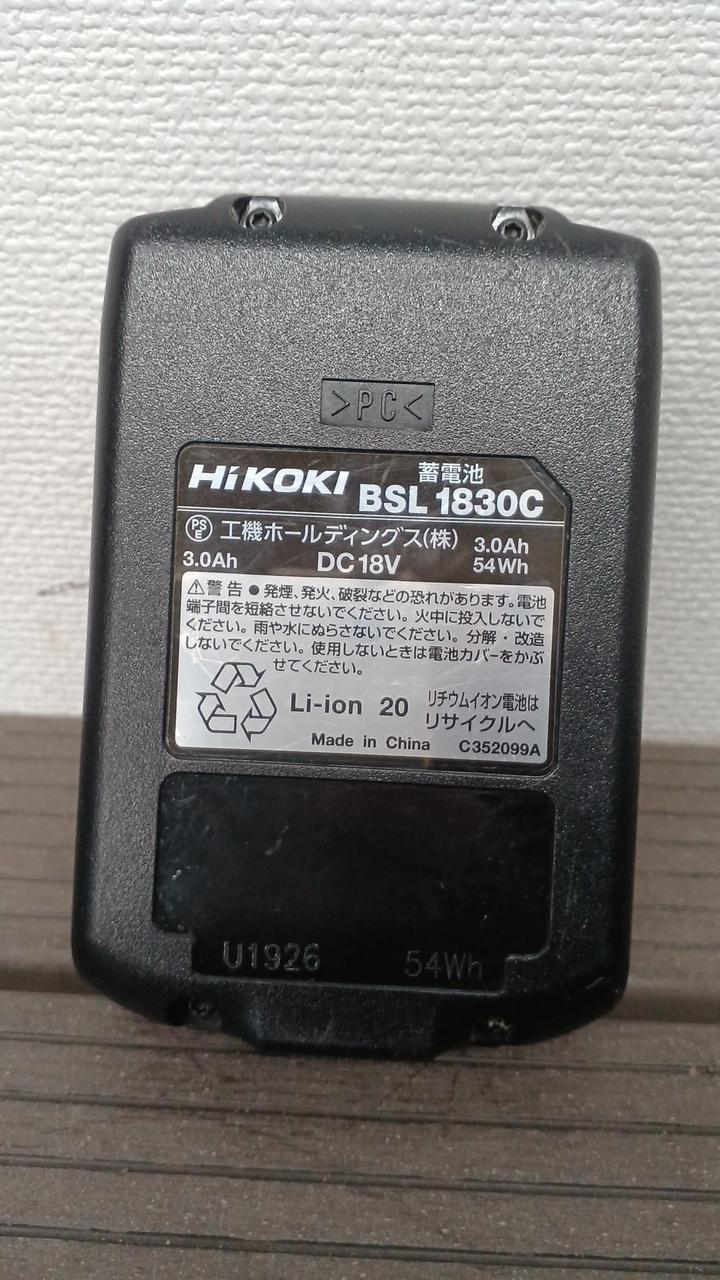 >PC<
HiKOKI 蓄電池
BSL 1830C
PSE 工機ホールディングス(株) 3.0Ah
3.0Ah DC18V 54Wh
⚠警告 ●発煙、発火、破裂などの恐れがあります。電池
端子間を短絡させないでください。火中に投入しないで
ください。雨や水にぬらさないでください。分解・改造
しないでください。使用しないときは電池カバーをかぶ
せてください。
Li-ion 20 リチウムイオン電池は
リサイクルへ
Made in China C352099A
U1926 54Wh